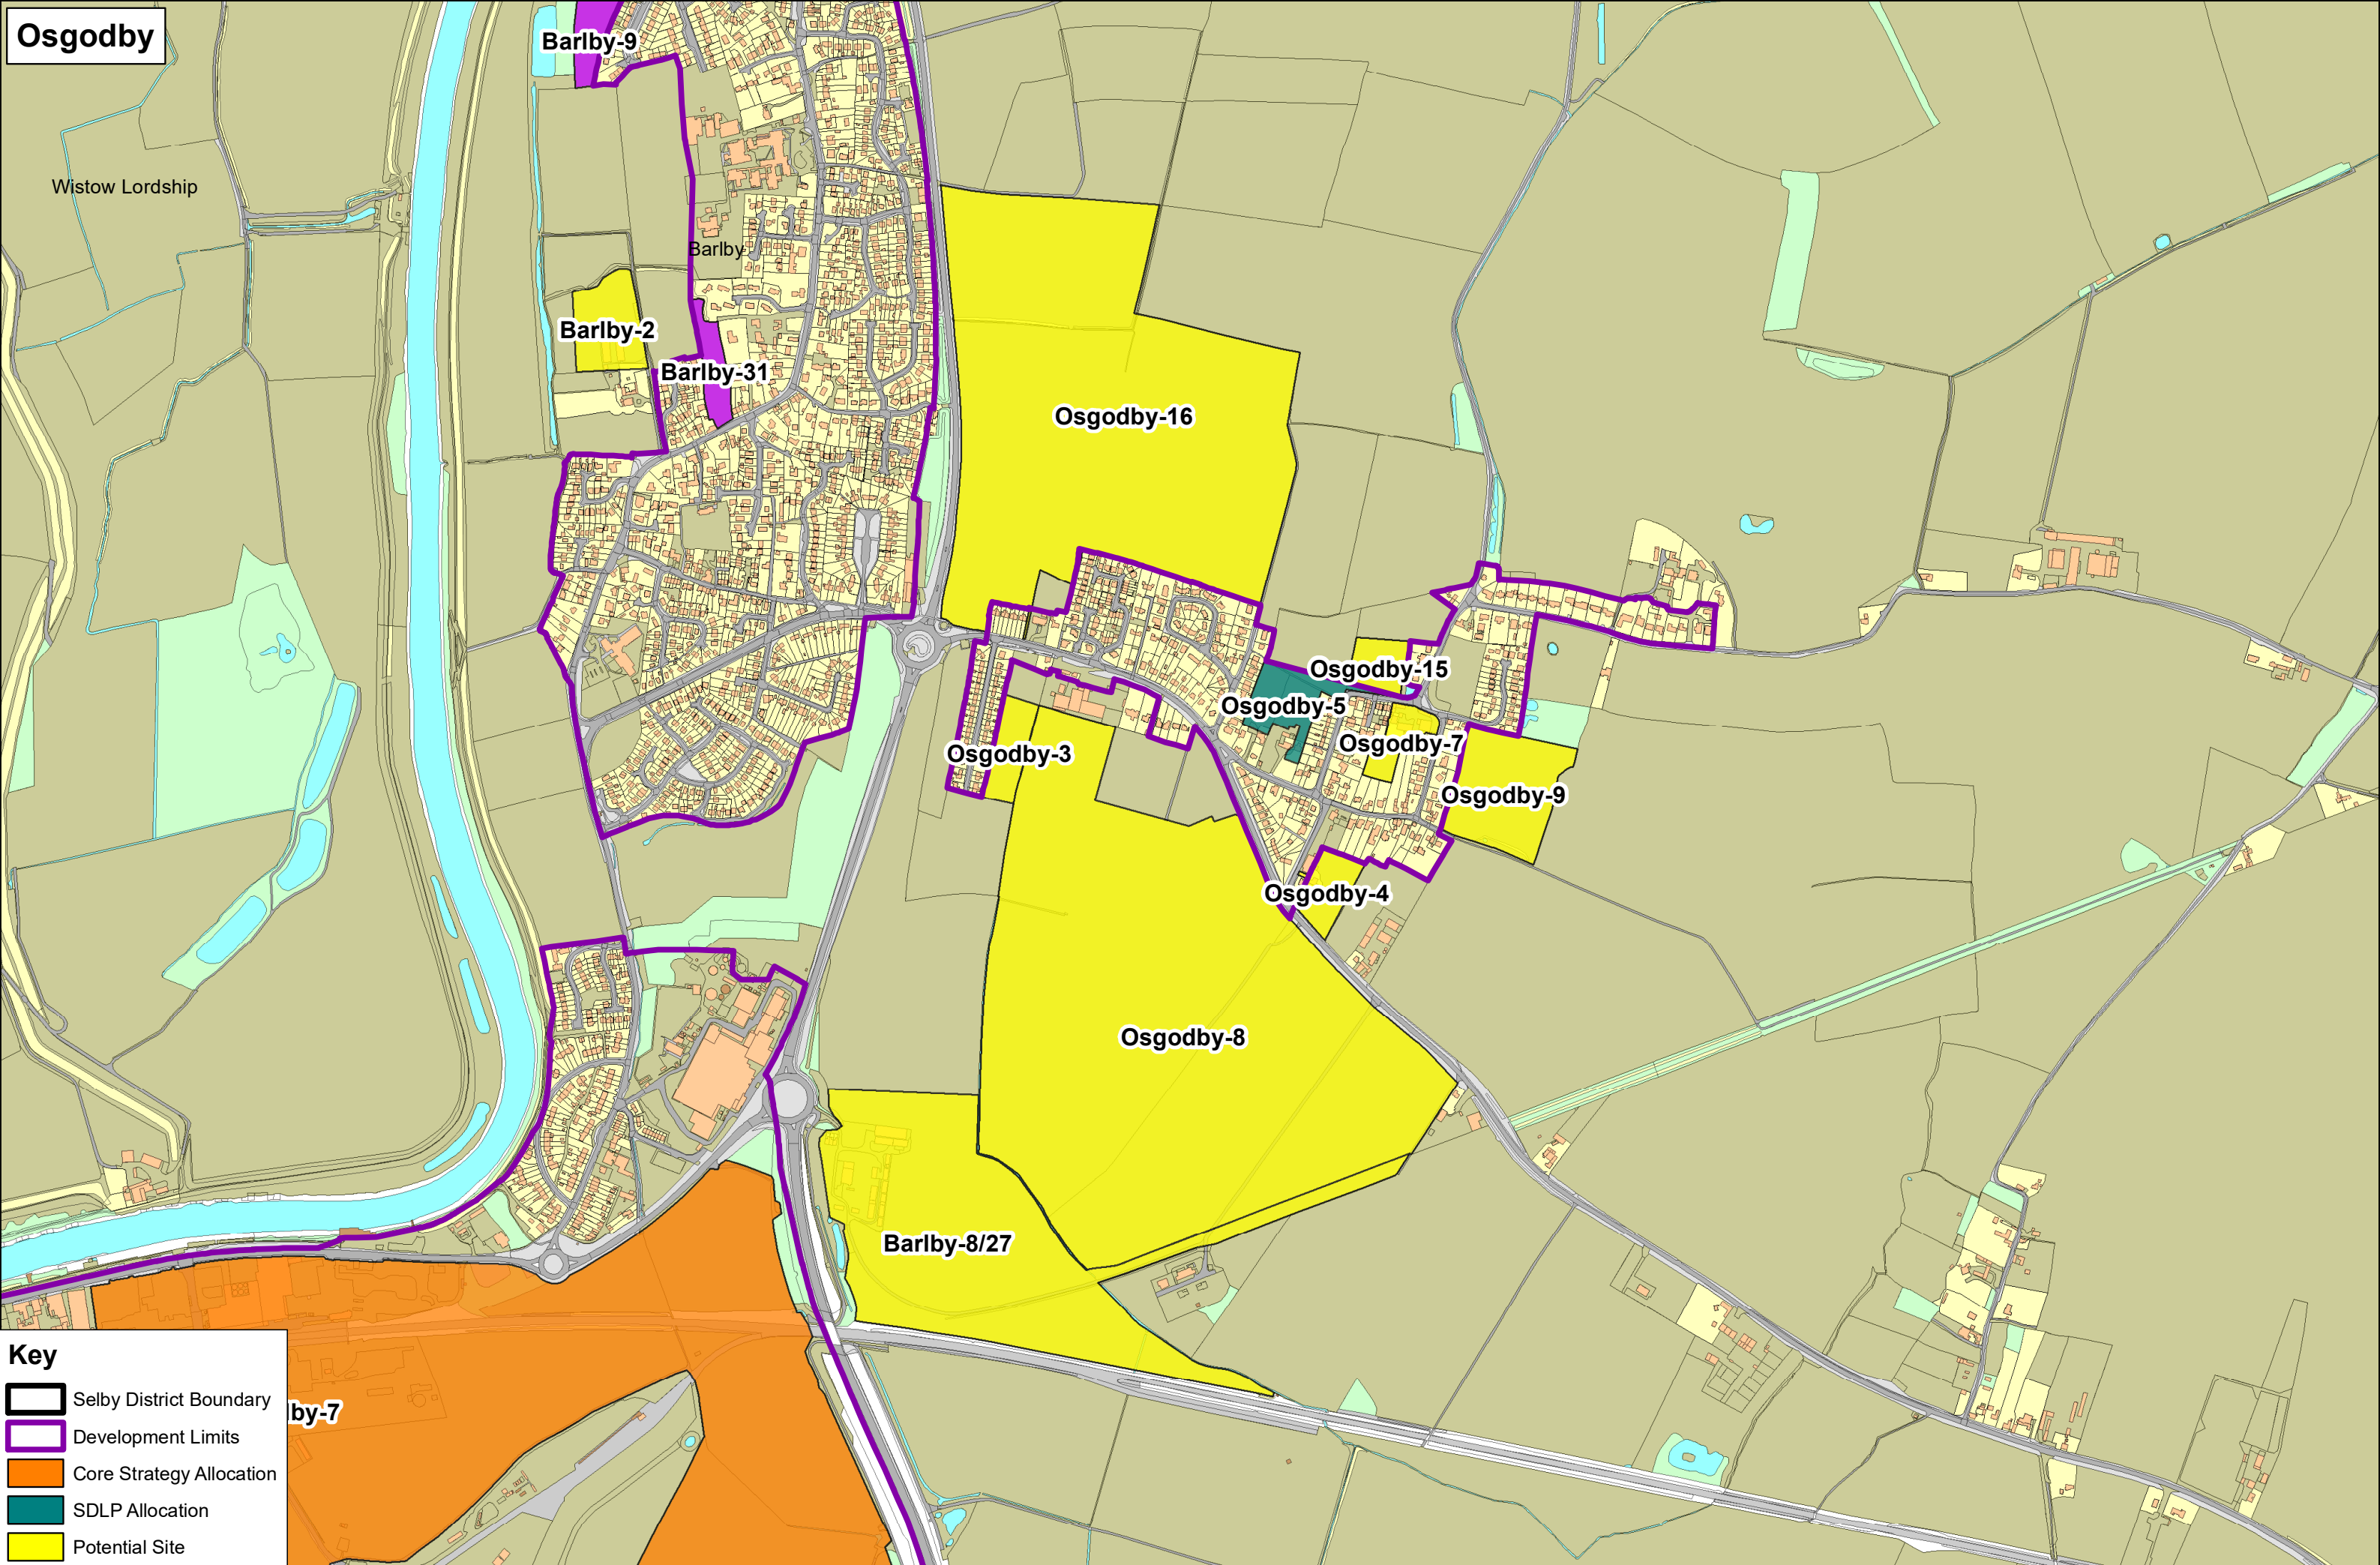 Osgodby
Barlby-9
Wistow Lordship
Barlby
Barlby-2
Barlby-31
Osgodby-16
Osgodby-15
Osgodby-5
Osgodby-7
Osgodby-3
Osgodby-9
Osgodby-4
Osgodby-8
Barlby-8/27
lby-7
Key
Selby District Boundary
Development Limits
Core Strategy Allocation
SDLP Allocation
Potential Site